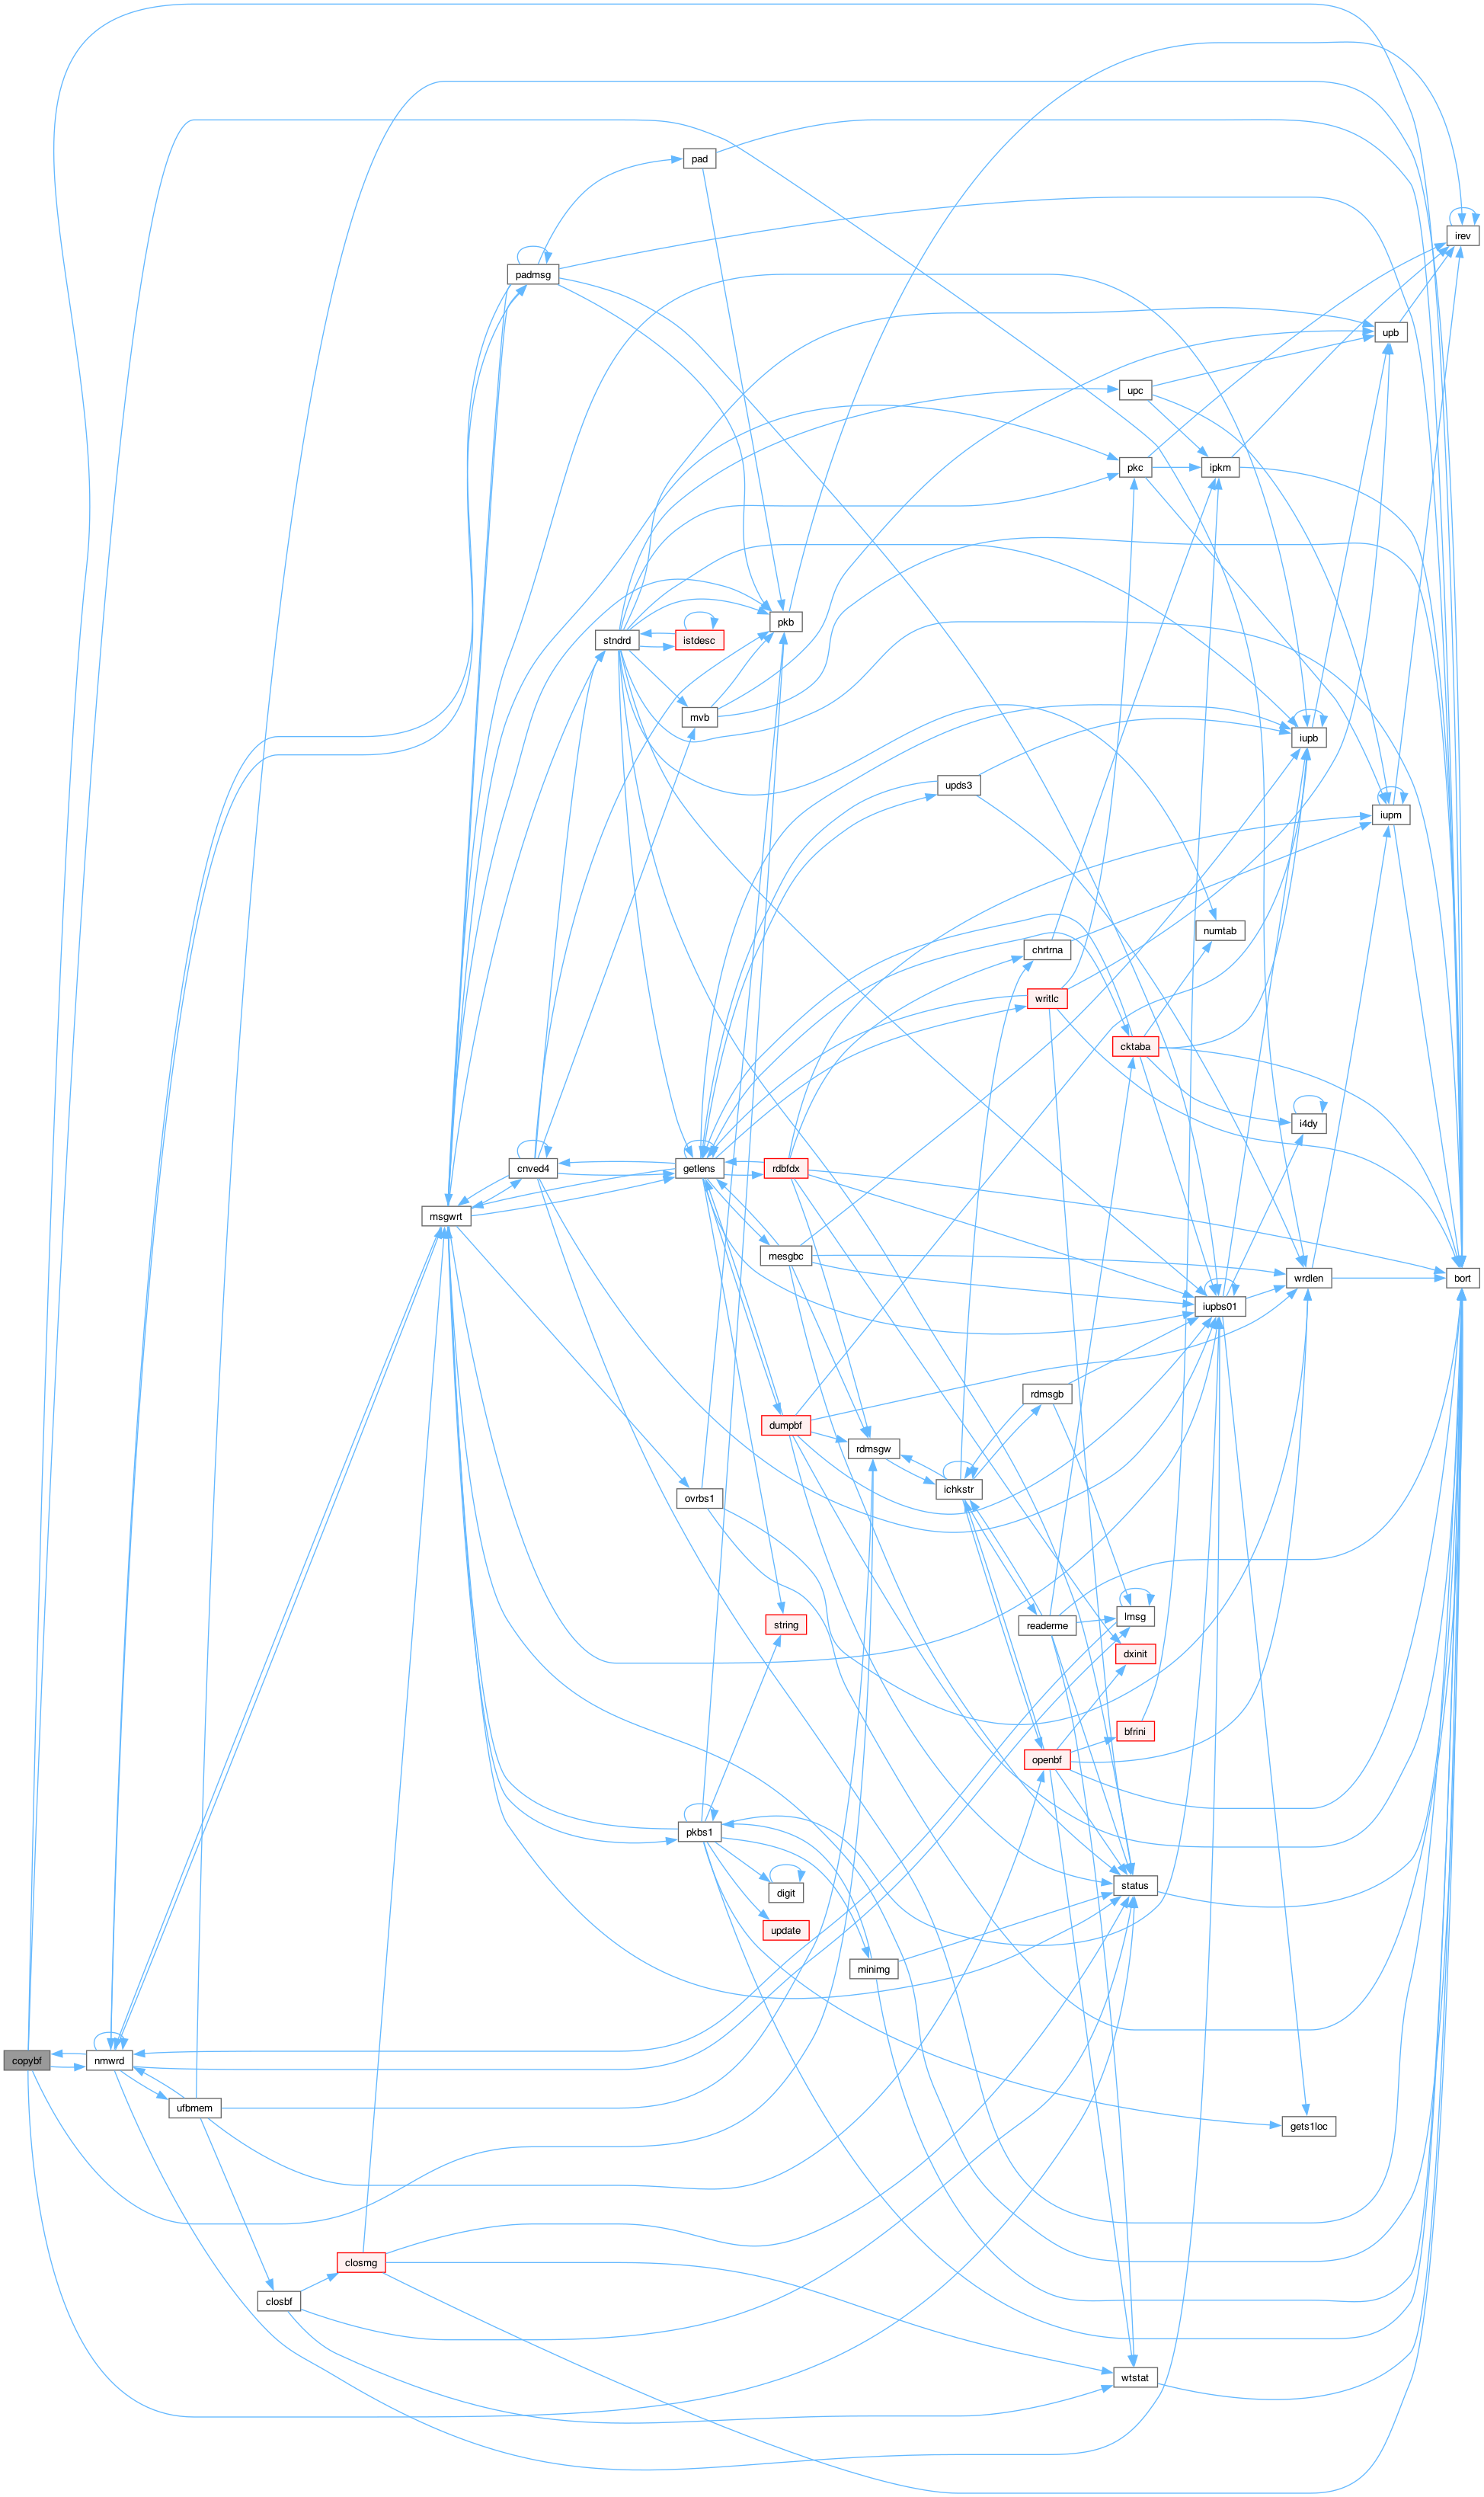 pad
irev
padmsg
upb
upc
pkc
ipkm
pkb
stndrd
istdesc
mvb
iupb
upds3
iupm
numtab
chrtrna
writlc
cktaba
i4dy
cnved4
getlens
rdbfdx
msgwrt
mesgbc
wrdlen
bort
iupbs01
rdmsgb
dumpbf
rdmsgw
ichkstr
ovrbs1
lmsg
string
readerme
dxinit
bfrini
openbf
pkbs1
status
digit
update
minimg
copybf
nmwrd
ufbmem
gets1loc
closmg
closbf
wtstat